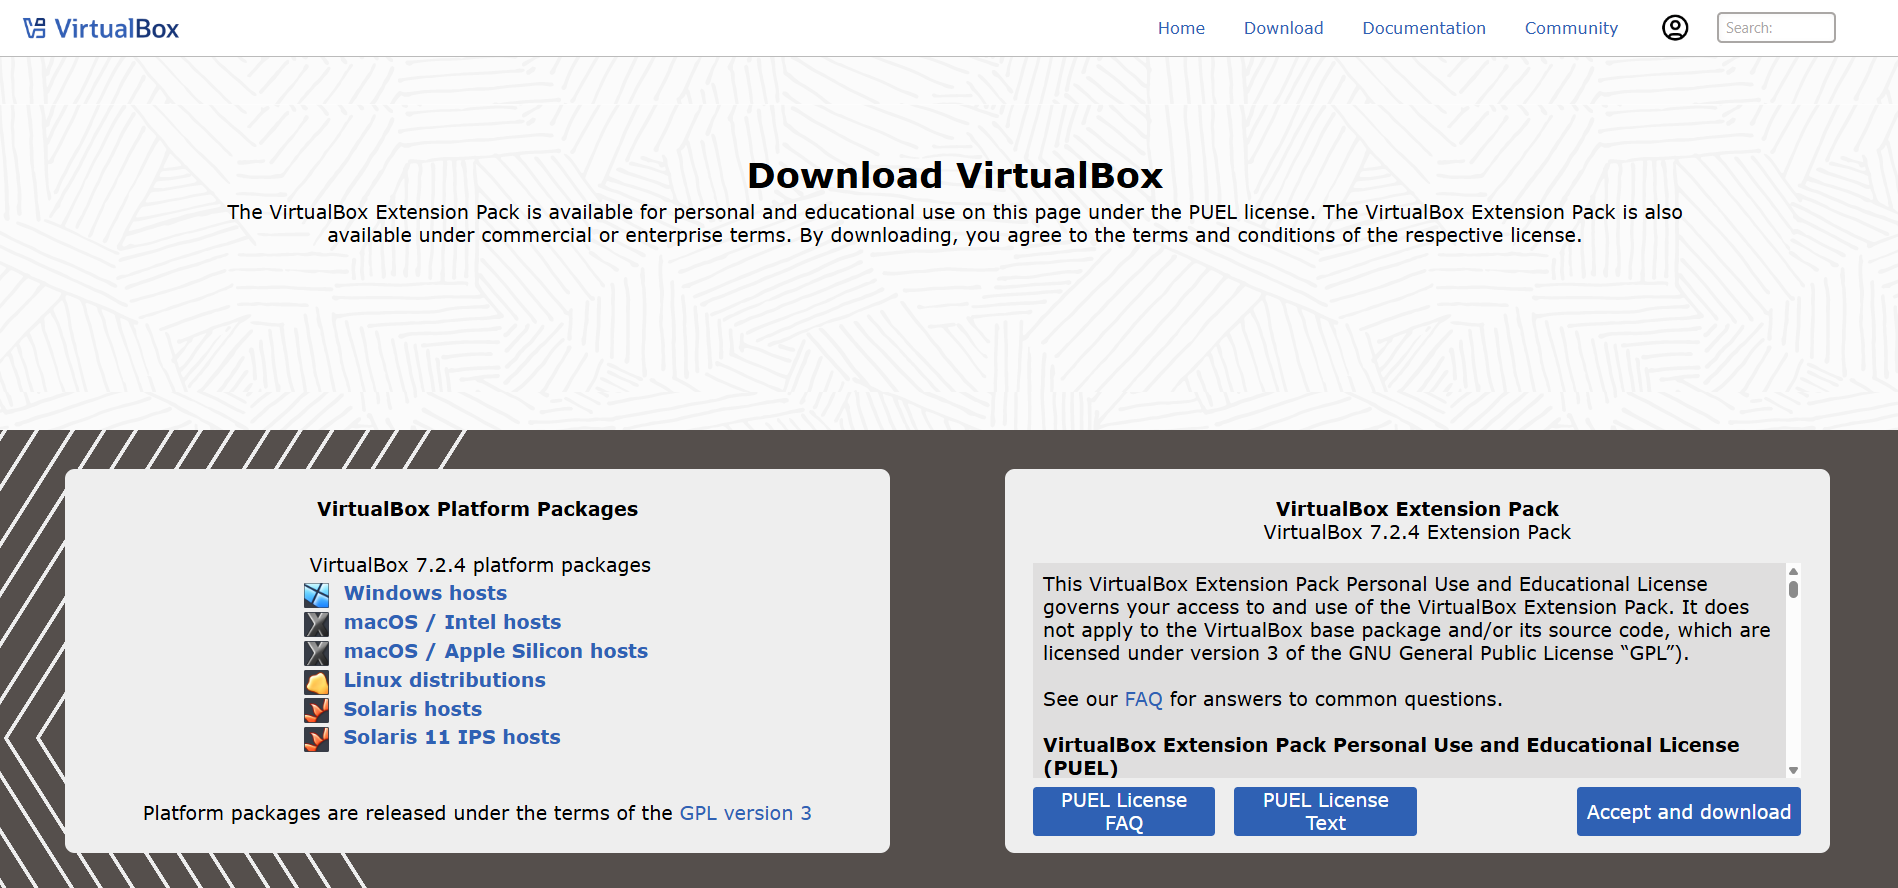 VirtualBox
Home
Download
Documentation
Community
Search:
Download VirtualBox
The VirtualBox Extension Pack is available for personal and educational use on this page under the PUEL license. The VirtualBox Extension Pack is also
available under commercial or enterprise terms. By downloading, you agree to the terms and conditions of the respective license.
VirtualBox Platform Packages
VirtualBox 7.2.4 platform packages
Windows hosts
macOS / Intel hosts
macOS / Apple Silicon hosts
Linux distributions
Solaris hosts
Solaris 11 IPS hosts
Platform packages are released under the terms of the GPL version 3
VirtualBox Extension Pack
VirtualBox 7.2.4 Extension Pack
This VirtualBox Extension Pack Personal Use and Educational License
governs your access to and use of the VirtualBox Extension Pack. It does
not apply to the VirtualBox base package and/or its source code, which are
licensed under version 3 of the GNU General Public License “GPL”).
See our FAQ for answers to common questions.
VirtualBox Extension Pack Personal Use and Educational License
(PUEL)
PUEL License
FAQ
PUEL License
Text
Accept and download